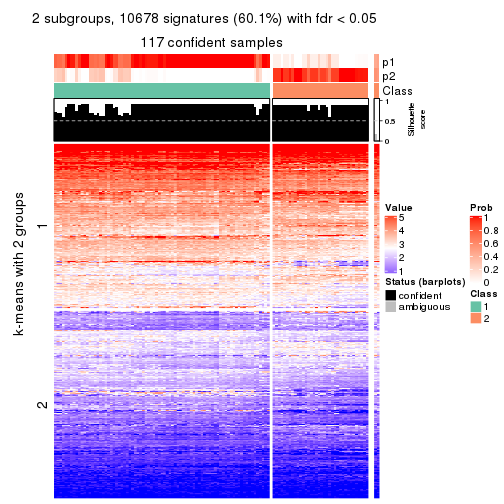 2 subgroups, 10678 signatures (60.1%) with fdr < 0.05
117 confident samples
p1
p2
Class
1
0.5
0
Silhouette
score
k-means with 2 groups
1
2
Value
5
4
3
2
1
Status (barplots)
confident
ambiguous
Prob
1
0.8
0.6
0.4
0.2
0
Class
1
2